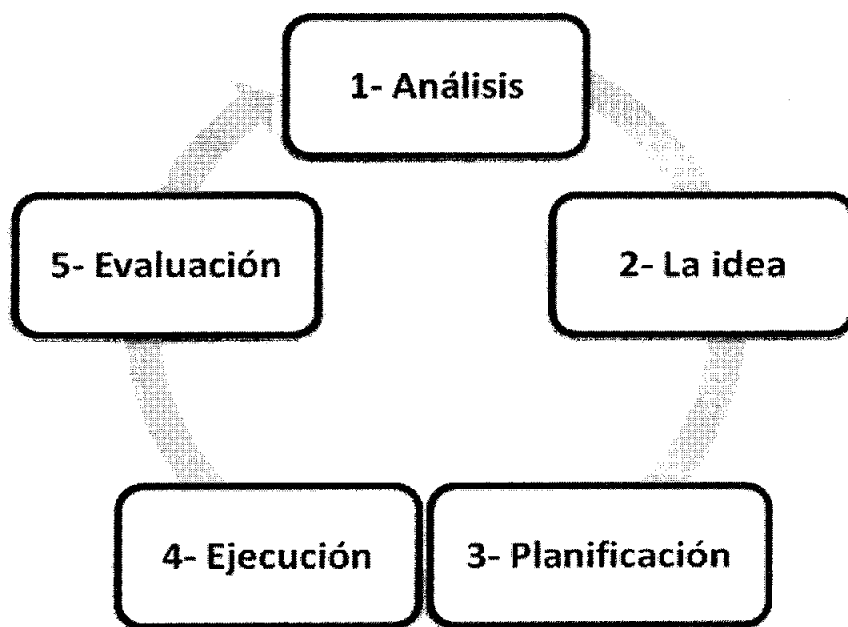 1- Análisis
2- La idea
3- Planificación
4- Ejecución
5- Evaluación